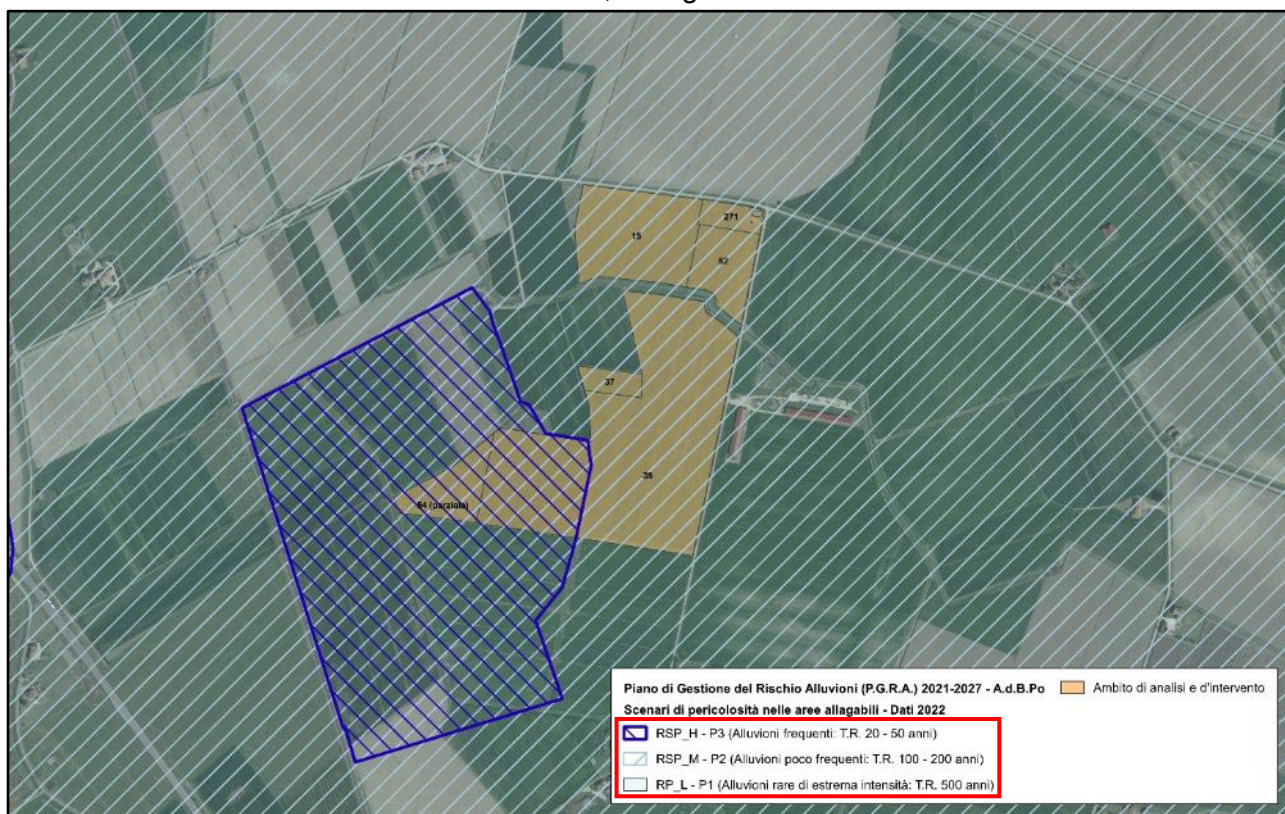 271
15
82
37
64 (parziale)
Piano di Gestione del Rischio Alluvioni (P.G.R.A.) 2021-2027 - A.d.B.Po
Ambito di analisi e d'intervento
Scenari di pericolosità nelle aree allagabili - Dati 2022
RSP_H - P3 (Alluvioni frequenti: T.R. 20 - 50 anni)
RSP_M - P2 (Alluvioni poco frequenti: T.R. 100 - 200 anni)
RP_L - P1 (Alluvioni rare di estrema intensità: T.R. 500 anni)